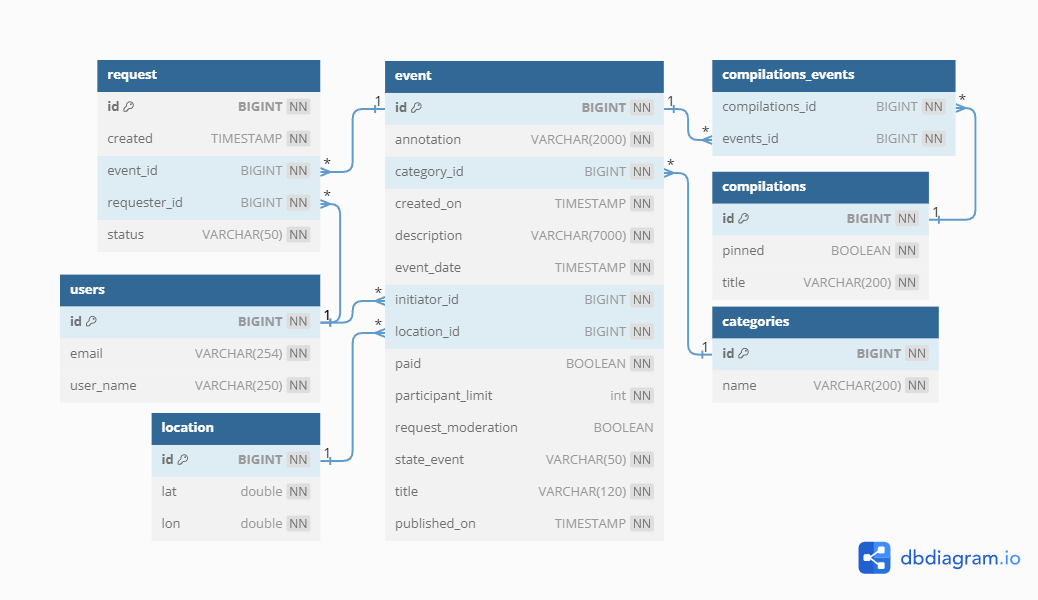 request
id BIGINT NN
created TIMESTAMP NN
event_id BIGINT NN
requester_id BIGINT NN
status VARCHAR(50) NN
users
id BIGINT NN
email VARCHAR(254) NN
user_name VARCHAR(250) NN
location
id BIGINT NN
lat double NN
lon double NN
event
id BIGINT NN
annotation VARCHAR(2000) NN
category_id BIGINT NN
created_on TIMESTAMP NN
description VARCHAR(7000) NN
event_date TIMESTAMP NN
initiator_id BIGINT NN
location_id BIGINT NN
paid BOOLEAN NN
participant_limit int NN
request_moderation BOOLEAN
state_event VARCHAR(50) NN
title VARCHAR(120) NN
published_on TIMESTAMP NN
compilations_events
compilations_id BIGINT NN
events_id BIGINT NN
compilations
id BIGINT NN
pinned BOOLEAN NN
title VARCHAR(200) NN
categories
id BIGINT NN
name VARCHAR(200) NN
1
*
*
1
*
*
1
1
*
*
1
*
1
dbdiagram.io